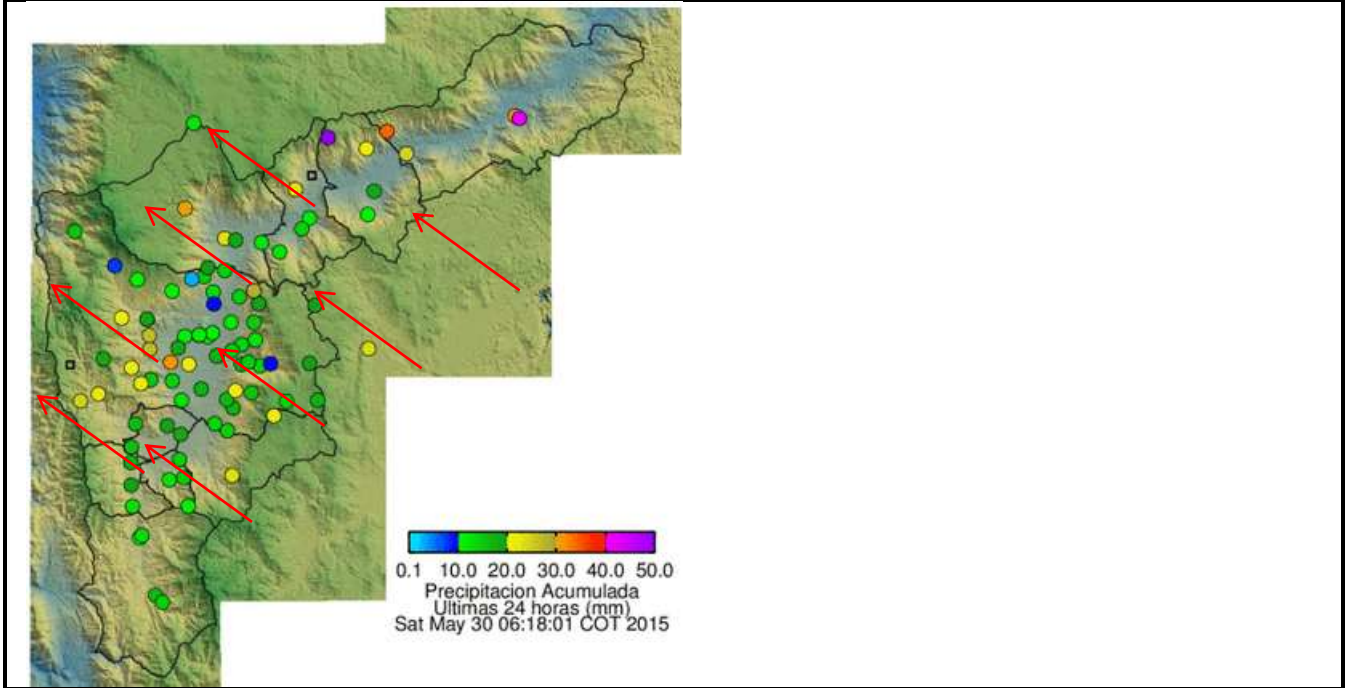 0.1 10.0 20.0 30.0 40.0 50.0
Precipitacion Acumulada
Ultimas 24 horas (mm)
Sat May 30 06:18:01 COT 2015